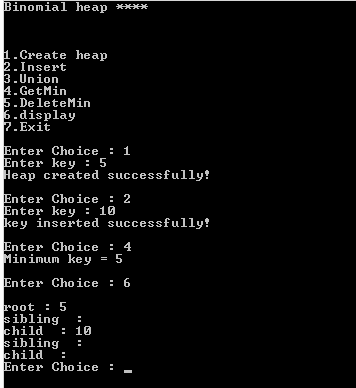 Binomial heap ****
1.Create heap
2.Insert
3.Union
4.GetMin
5.DeleteMin
6.display
7.Exit
Enter Choice : 1
Enter key : 5
Heap created successfully!
Enter Choice : 2
Enter key : 10
key inserted successfully!
Enter Choice : 4
Minimum key = 5
Enter Choice : 6
root : 5
sibling  :
child  : 10
sibling  :
child  :
Enter Choice : _